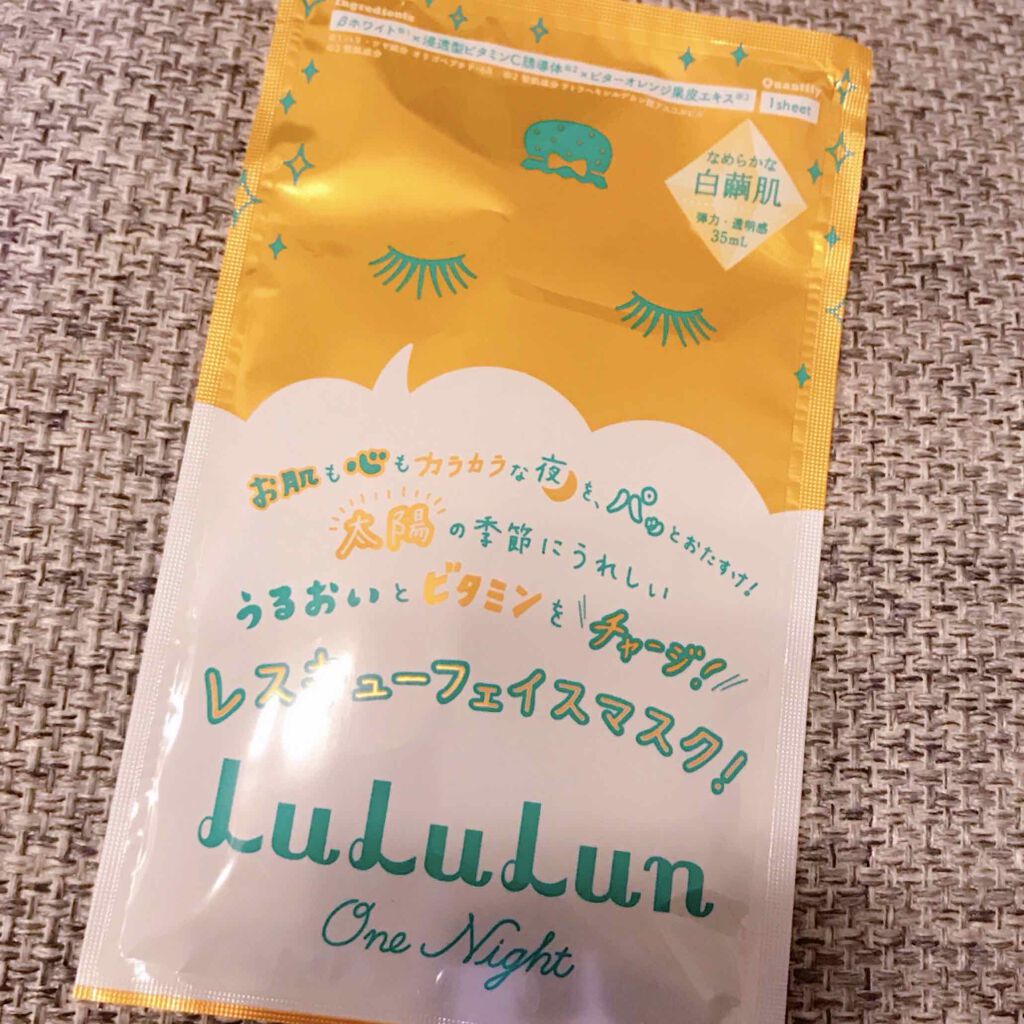 Ingredients
βホワイト※1×浸透型ビタミンC誘導体※2×ビターオレンジ果皮エキス※3
Quantity
1sheet
なめらかな
白繭肌
弾力・透明感
35mL
お肌も心もカラカラな夜を、パッとおたすけ!
太陽の季節にうれしい
うるおいとビタミンをチャージ!
レスキューフェイスマスク!
LuLuLun
One Night